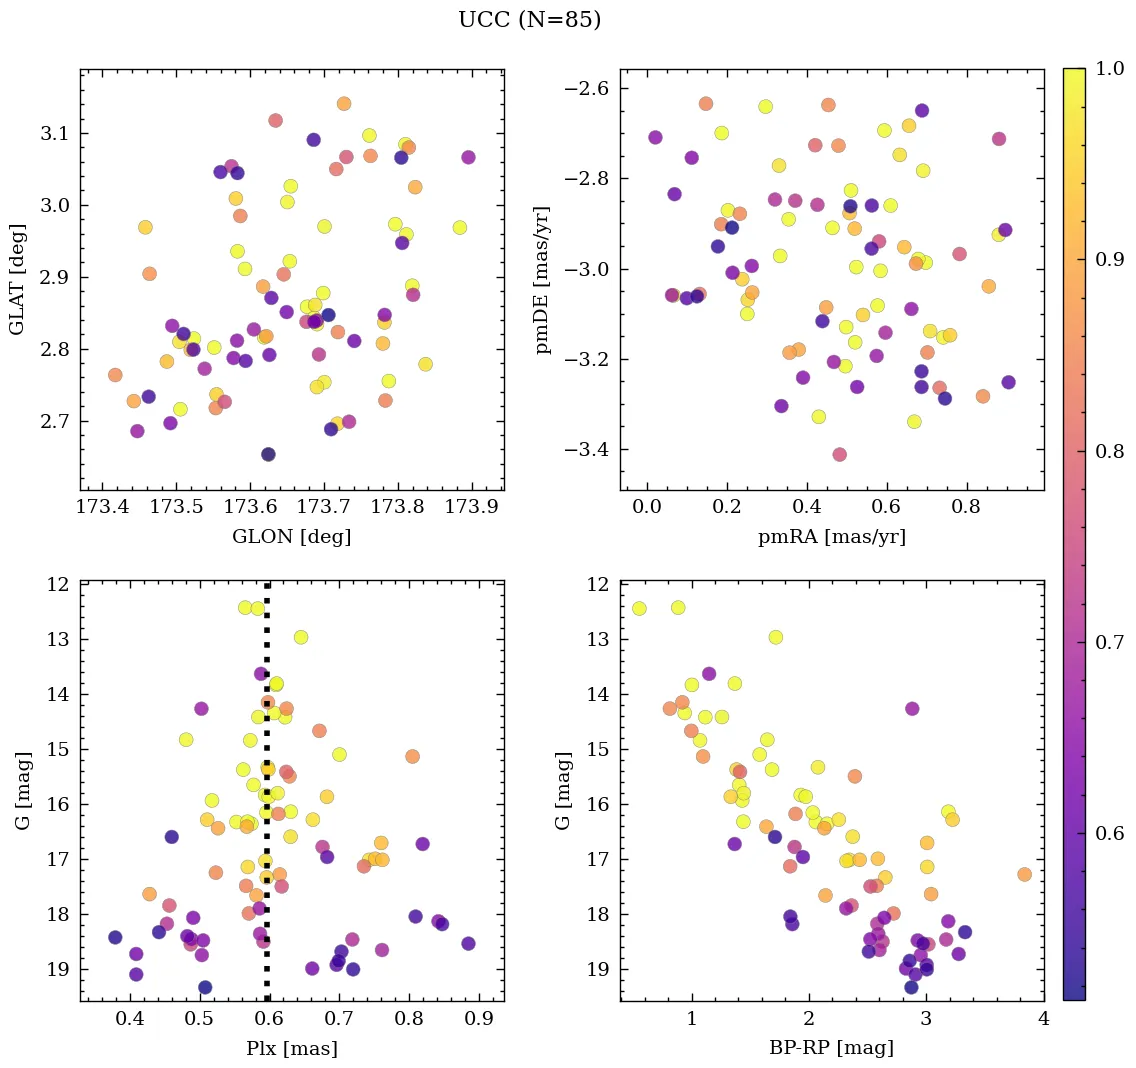 UCC (N=85)
3.1
3.0
2.9
2.8
2.7
GLAT [deg]
173.4 173.5 173.6 173.7 173.8 173.9
GLON [deg]
−2.6
−2.8
−3.0
−3.2
−3.4
pmDE [mas/yr]
0.0 0.2 0.4 0.6 0.8
pmRA [mas/yr]
1.0
0.9
0.8
0.7
0.6
12
13
14
15
16
17
18
19
G [mag]
0.4 0.5 0.6 0.7 0.8 0.9
Plx [mas]
12
13
14
15
16
17
18
19
G [mag]
1 2 3 4
BP-RP [mag]